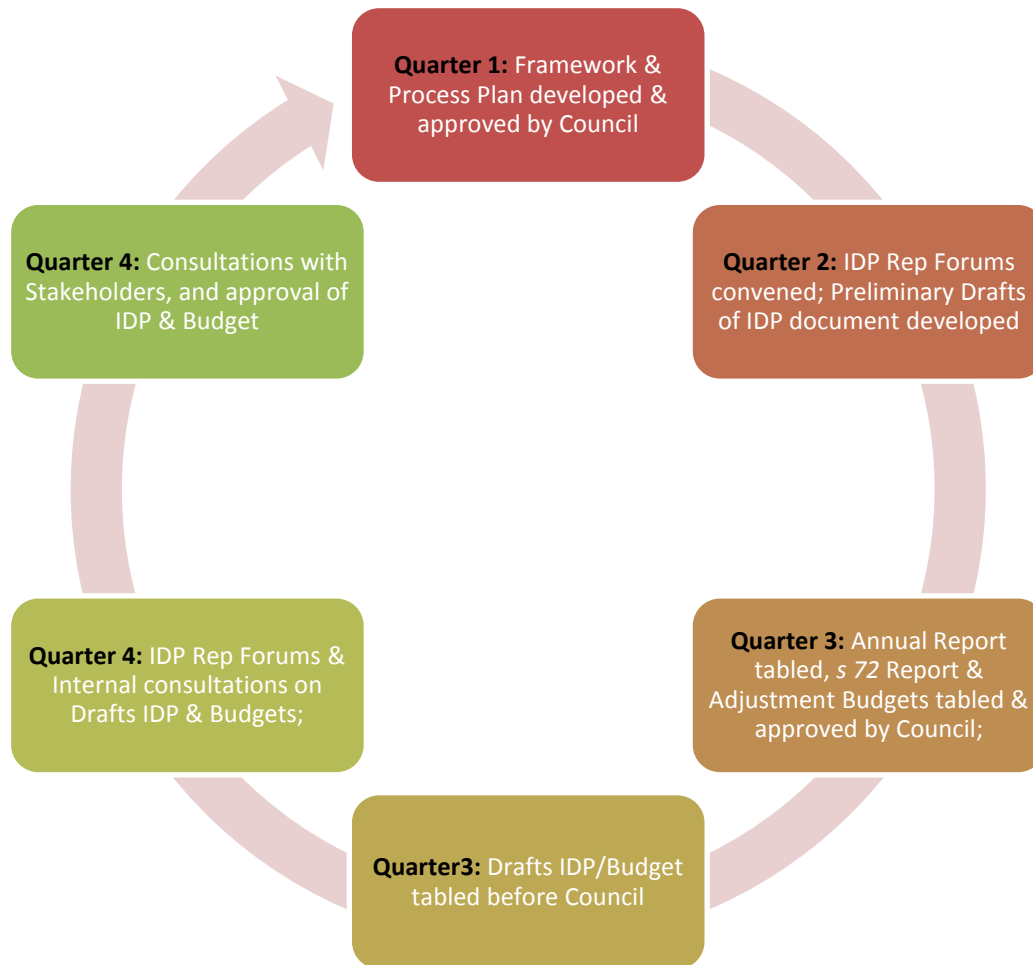 Quarter 1: Framework &
Process Plan developed &
approved by Council
Quarter 2: IDP Rep Forums
convened; Preliminary Drafts
of IDP document developed
Quarter 3: Annual Report
tabled, s 72 Report &
Adjustment Budgets tabled &
approved by Council;
Quarter3: Drafts IDP/Budget
tabled before Council
Quarter 4: IDP Rep Forums &
Internal consultations on
Drafts IDP & Budgets;
Quarter 4: Consultations with
Stakeholders, and approval of
IDP & Budget